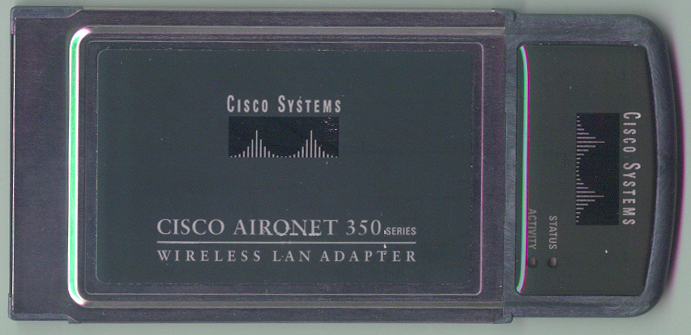 CISCO SYSTEMS
CISCO AIRONET 350 SERIES
WIRELESS LAN ADAPTER
CISCO SYSTEMS
STATUS
ACTIVITY